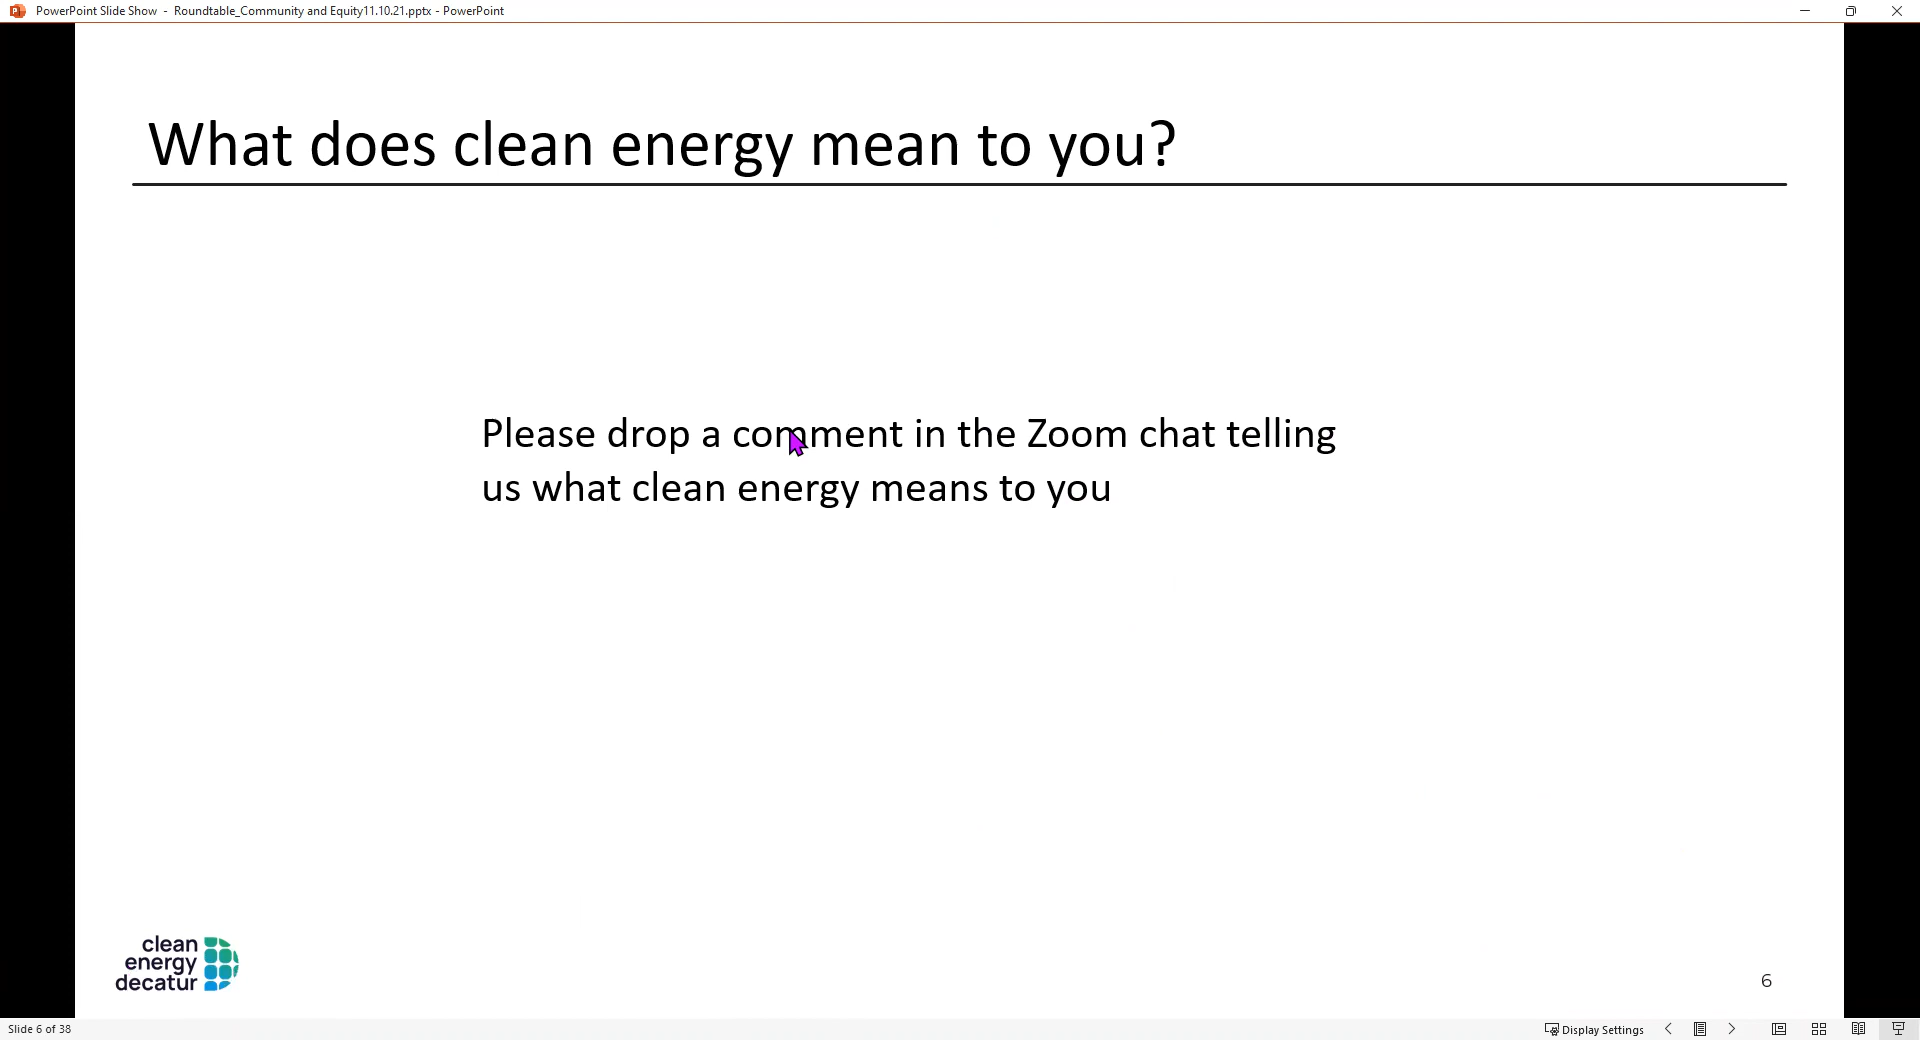 PowerPoint Slide Show - Roundtable_Community and Equity11.10.21.pptx - PowerPoint
What does clean energy mean to you?
Please drop a comment in the Zoom chat telling
us what clean energy means to you
clean
energy
decatur
6
Slide 6 of 38
Display Settings